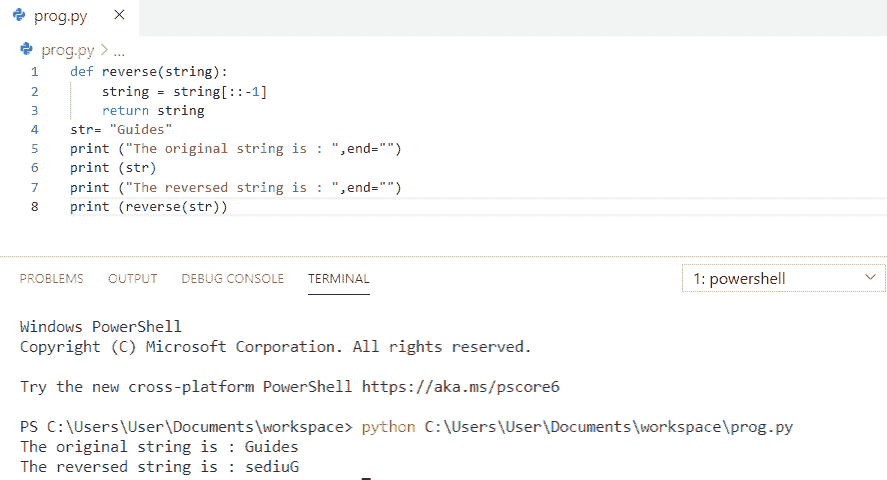 prog.py ×
prog.py > ...
1 def reverse(string):
2     string = string[::-1]
3     return string
4 str= "Guides"
5 print ("The original string is : ",end="")
6 print (str)
7 print ("The reversed string is : ",end="")
8 print (reverse(str))
PROBLEMS OUTPUT DEBUG CONSOLE TERMINAL 1: powershell
Windows PowerShell
Copyright (C) Microsoft Corporation. All rights reserved.
Try the new cross-platform PowerShell https://aka.ms/pscore6
PS C:\Users\User\Documents\workspace> python C:\Users\User\Documents\workspace\prog.py
The original string is : Guides
The reversed string is : sediuG